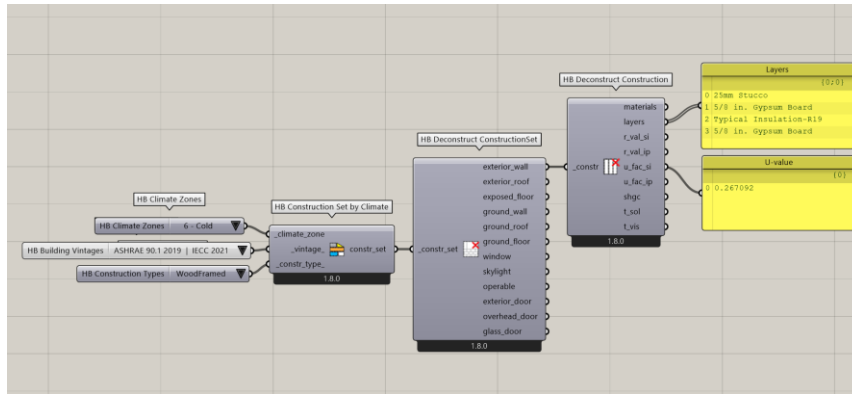 HB Climate Zones
HB Climate Zones 6 - Cold
HB Building Vintages ASHRAE 90.1 2019 | IECC 2021
HB Construction Types WoodFramed
HB Construction Set by Climate
_climate_zone
_vintage_
_constr_type_
constr_set
1.8.0
HB Deconstruct ConstructionSet
_constr_set
exterior_wall
exterior_roof
exposed_floor
ground_wall
ground_roof
ground_floor
window
skylight
operable
exterior_door
overhead_door
glass_door
1.8.0
HB Deconstruct Construction
_constr
materials
layers
r_val_si
r_val_ip
u_fac_si
u_fac_ip
shgc
t_sol
t_vis
1.8.0
Layers
{0;0}
0 25mm Stucco
1 5/8 in. Gypsum Board
2 Typical Insulation-R19
3 5/8 in. Gypsum Board
U-value
{0}
0 0.267092